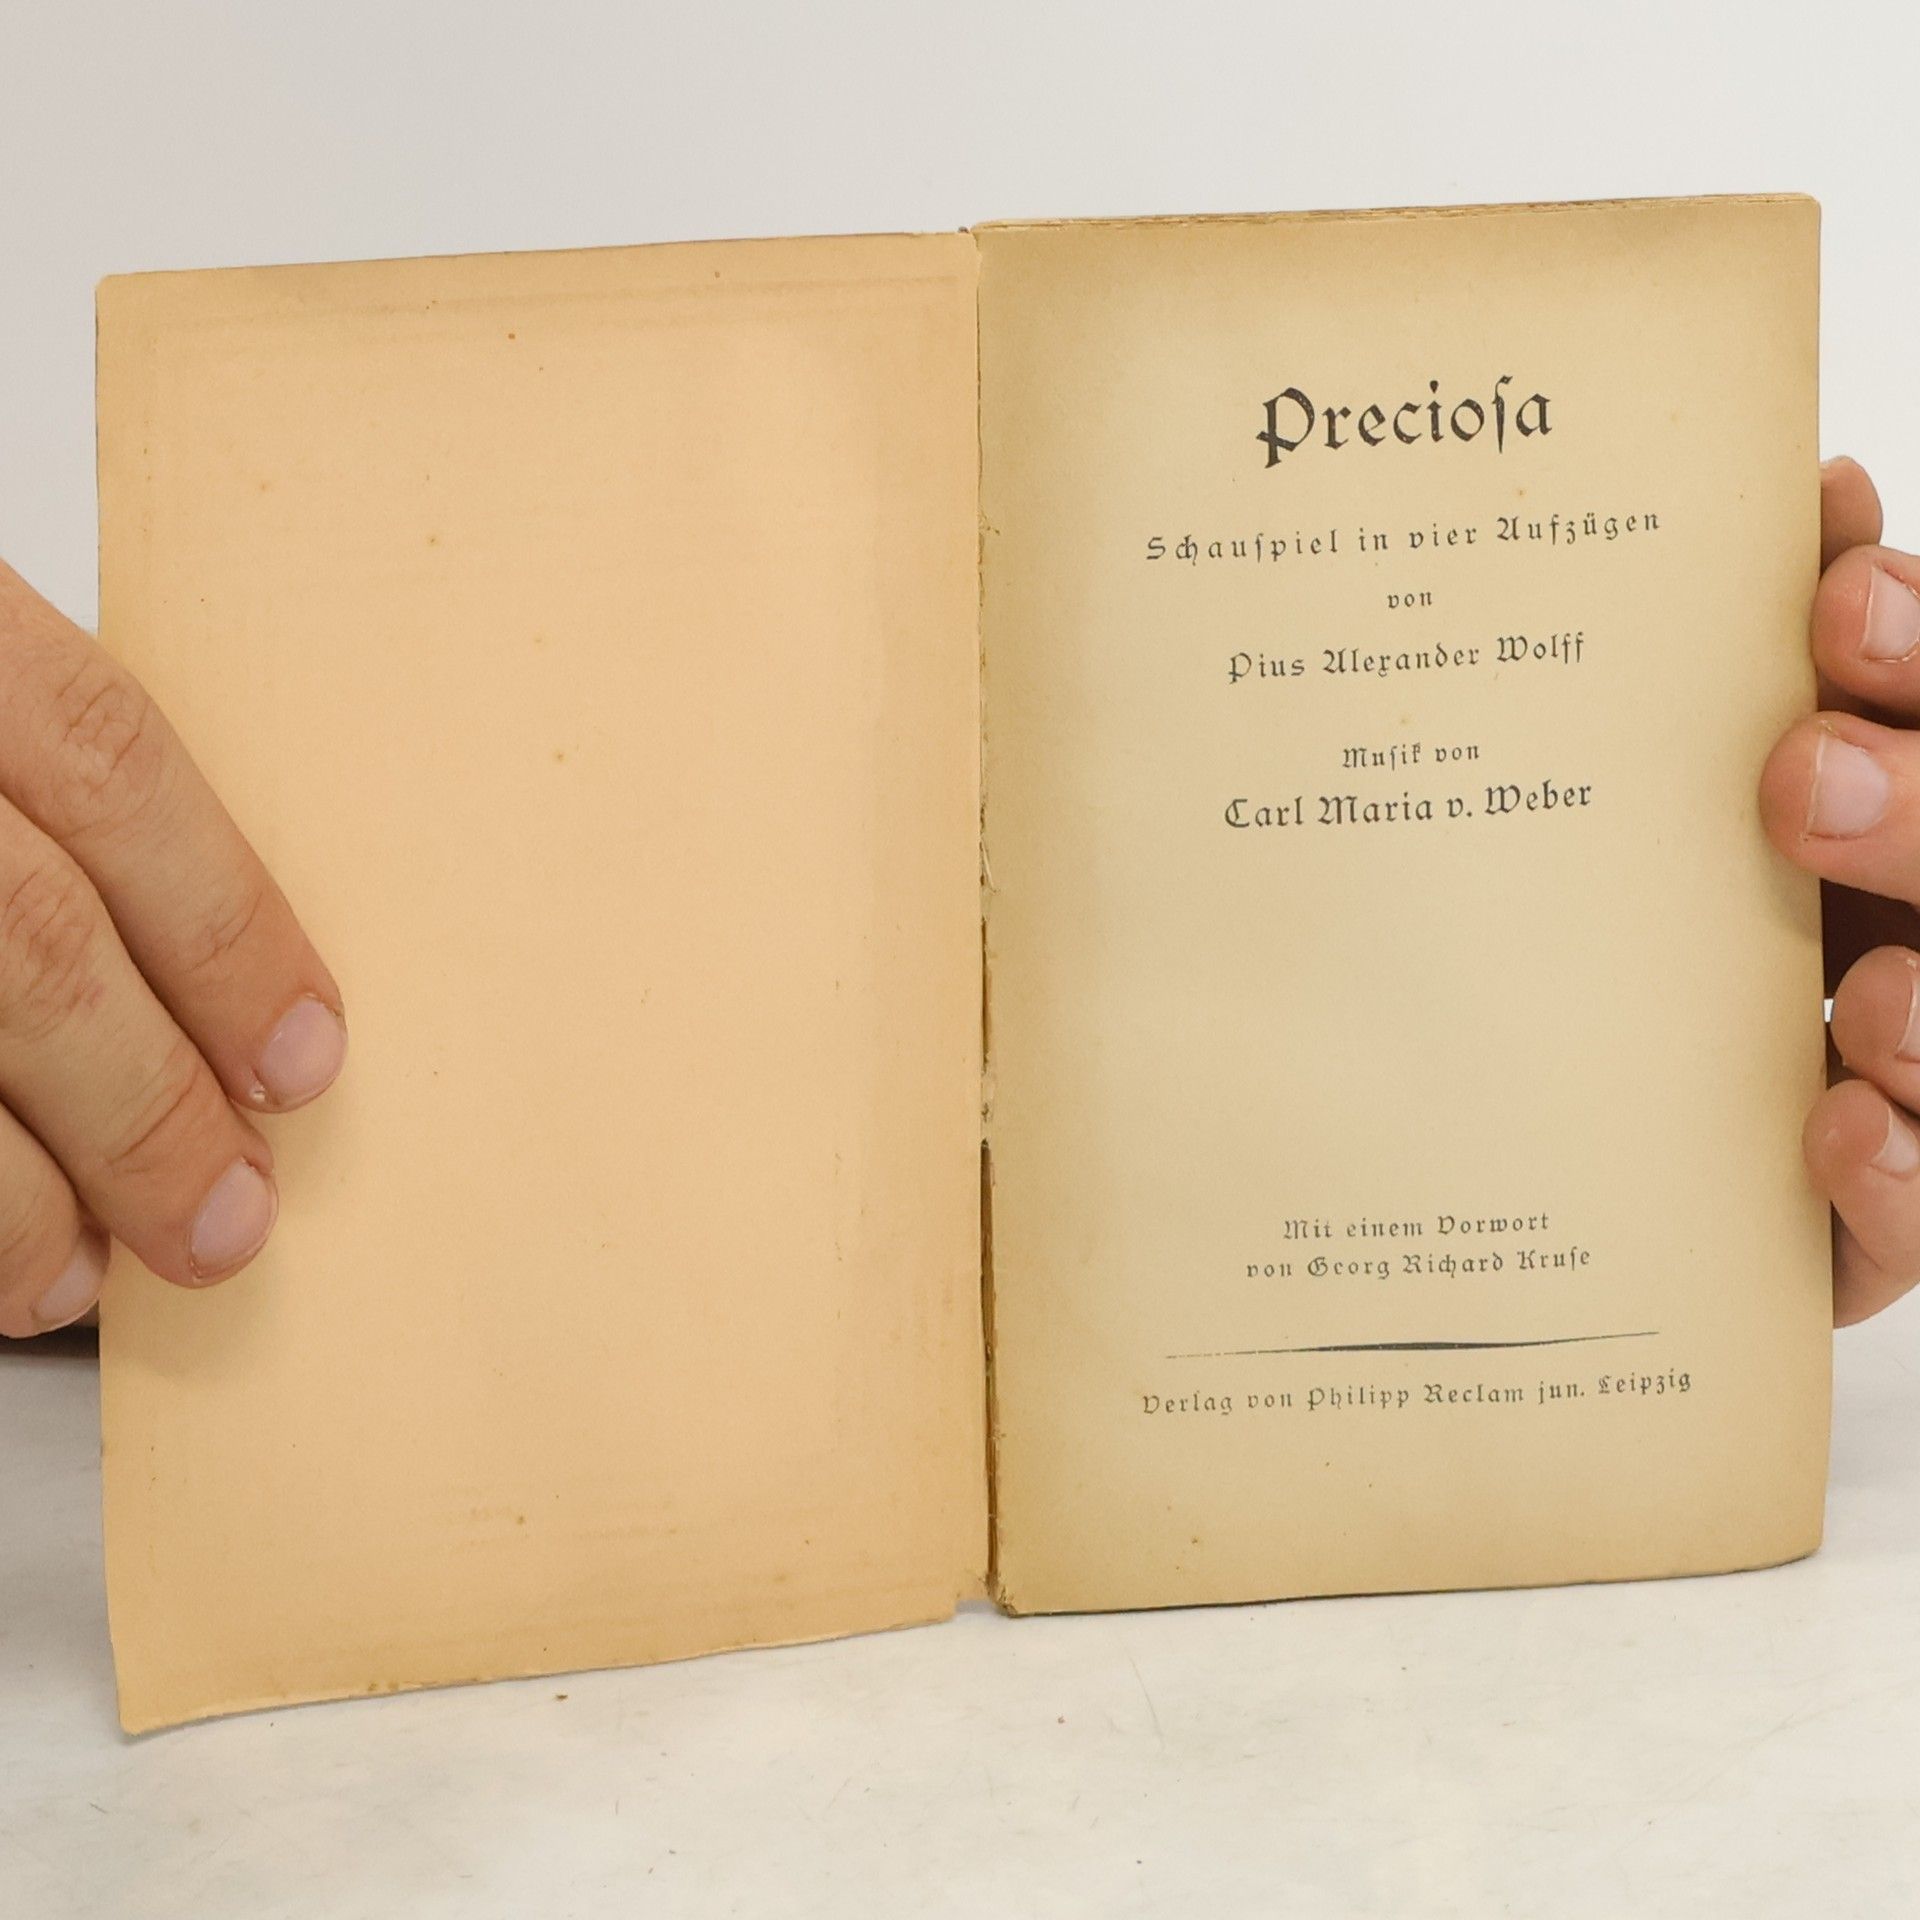 Precioſa
Schauſpiel in vier Aufzügen
von
Pius Alexander Wolff
Muſik von
Carl Maria v. Weber
Mit einem Vorwort
von Georg Richard Kruſe
Verlag von Philipp Reclam jun. Leipzig